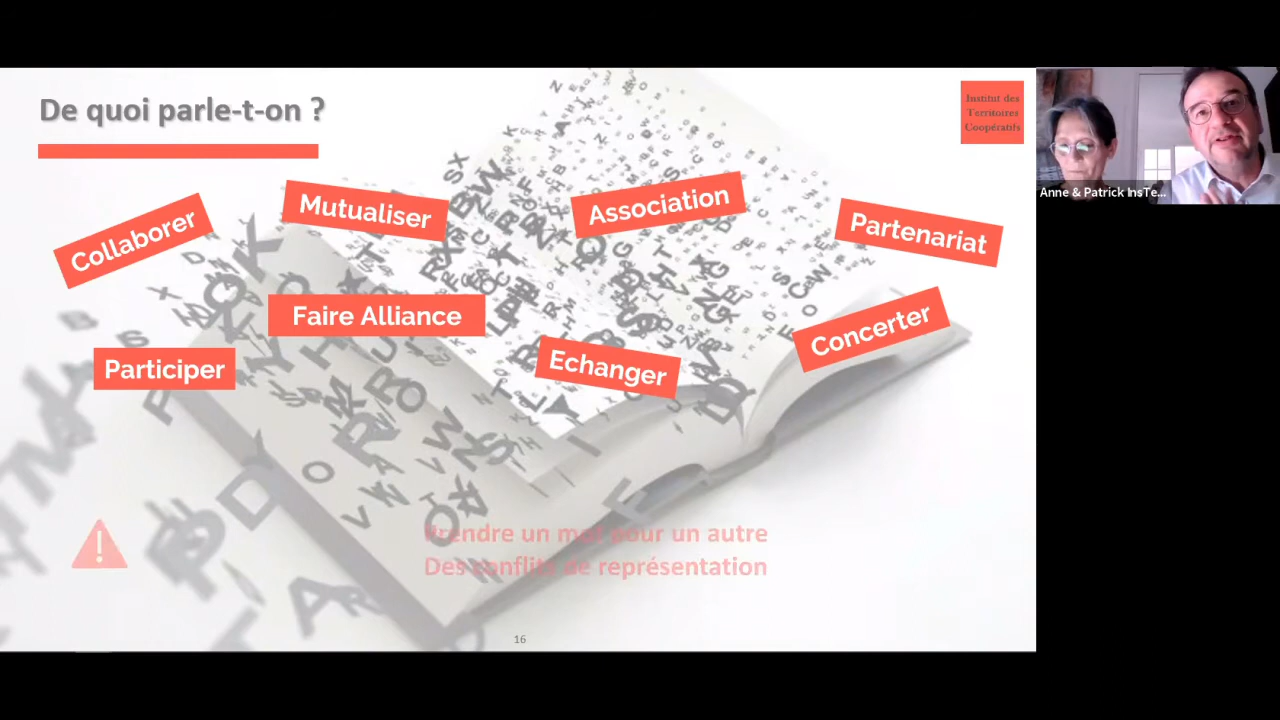 De quoi parle-t-on ?
Institut des
Territoires
Coopératifs
Anne & Patrick InsTe...
Collaborer
Mutualiser
Association
Partenariat
Faire Alliance
Concerter
Participer
Echanger
Prendre un mot pour un autre
Des conflits de représentation
16